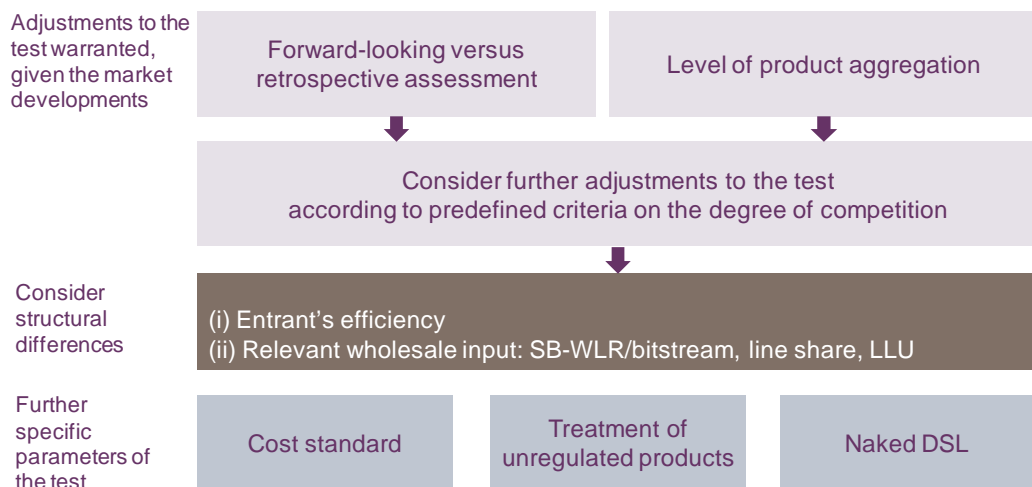 Adjustments to the
test warranted,
given the market
developments
Forward-looking versus
retrospective assessment
Level of product aggregation
Consider further adjustments to the test
according to predefined criteria on the degree of competition
Consider
structural
differences
(i) Entrant's efficiency
(ii) Relevant wholesale input: SB-WLR/bitstream, line share, LLU
Further
specific
parameters of
the test
Cost standard
Treatment of
unregulated products
Naked DSL